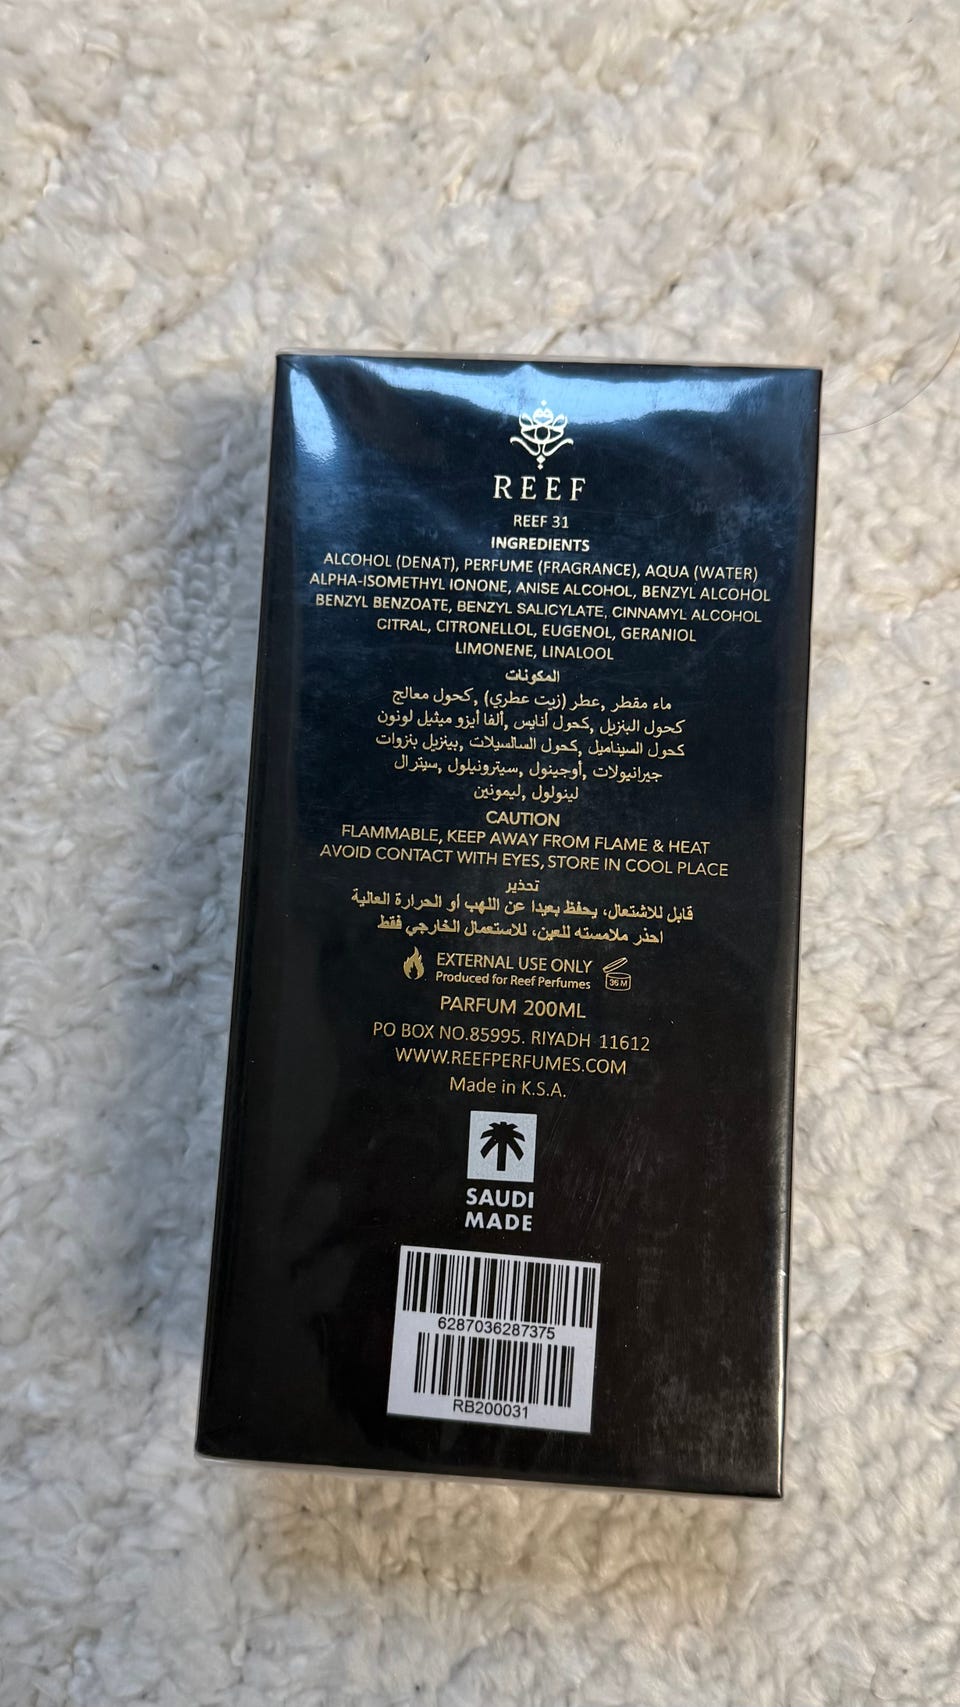 REEF
REEF 31
INGREDIENTS
ALCOHOL (DENAT), PERFUME (FRAGRANCE), AQUA (WATER)
ALPHA-ISOMETHYL IONONE, ANISE ALCOHOL, BENZYL ALCOHOL
BENZYL BENZOATE, BENZYL SALICYLATE, CINNAMYL ALCOHOL
CITRAL, CITRONELLOL, EUGENOL, GERANIOL
LIMONENE, LINALOOL
المكونات
ماء مقطر ,عطر (زيت عطري) ,كحول معالج
كحول البنزيل ,كحول أنايس ,ألفا أيزو ميثيل لونون
كحول السيناميل ,كحول السالسيلات ,بينزيل بنزوات
جيرانيولات ,أوجينول ,سيترونيلول ,سيترال
لينولول ,ليمونين
CAUTION
FLAMMABLE, KEEP AWAY FROM FLAME & HEAT
AVOID CONTACT WITH EYES, STORE IN COOL PLACE
تحذير
قابل للاشتعال، يحفظ بعيدا عن اللهب أو الحرارة العالية
احذر ملامسته للعين، للاستعمال الخارجي فقط
EXTERNAL USE ONLY
Produced for Reef Perfumes
36 M
PARFUM 200ML
PO BOX NO.85995. RIYADH 11612
WWW.REEFPERFUMES.COM
Made in K.S.A.
SAUDI
MADE
6287036287375
RB200031